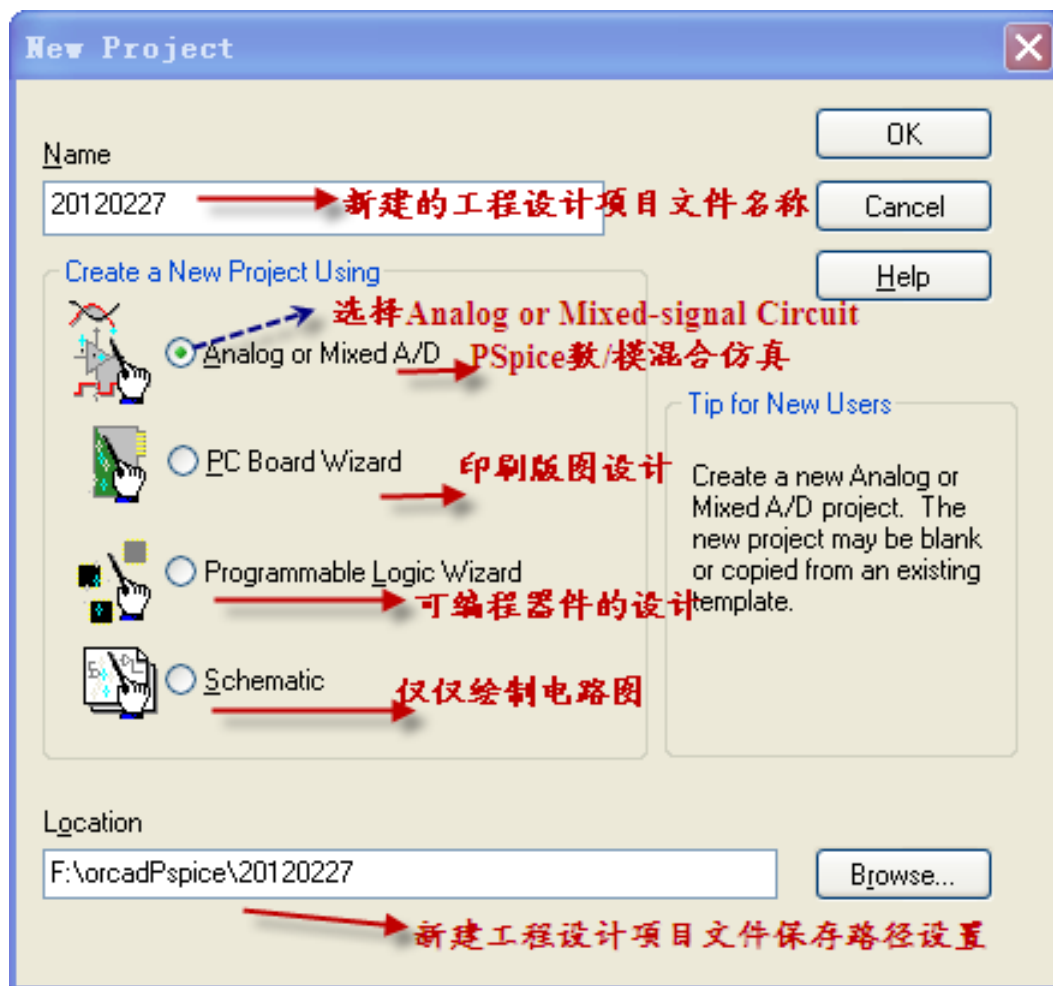 New Project
OK
Name
20120227
新建的工程设计项目文件名称
Cancel
Help
Create a New Project Using
选择Analog or Mixed-signal Circuit
Analog or Mixed A/D
PSpice数/模混合仿真
PC Board Wizard
印刷版图设计
Programmable Logic Wizard
可编程器件的设计
Schematic
仅仅绘制电路图
Tip for New Users
Create a new Analog or
Mixed A/D project. The
new project may be blank
or copied from an existing
template.
Location
F:\orcadPspice\20120227
Browse...
新建工程设计项目文件保存路径设置